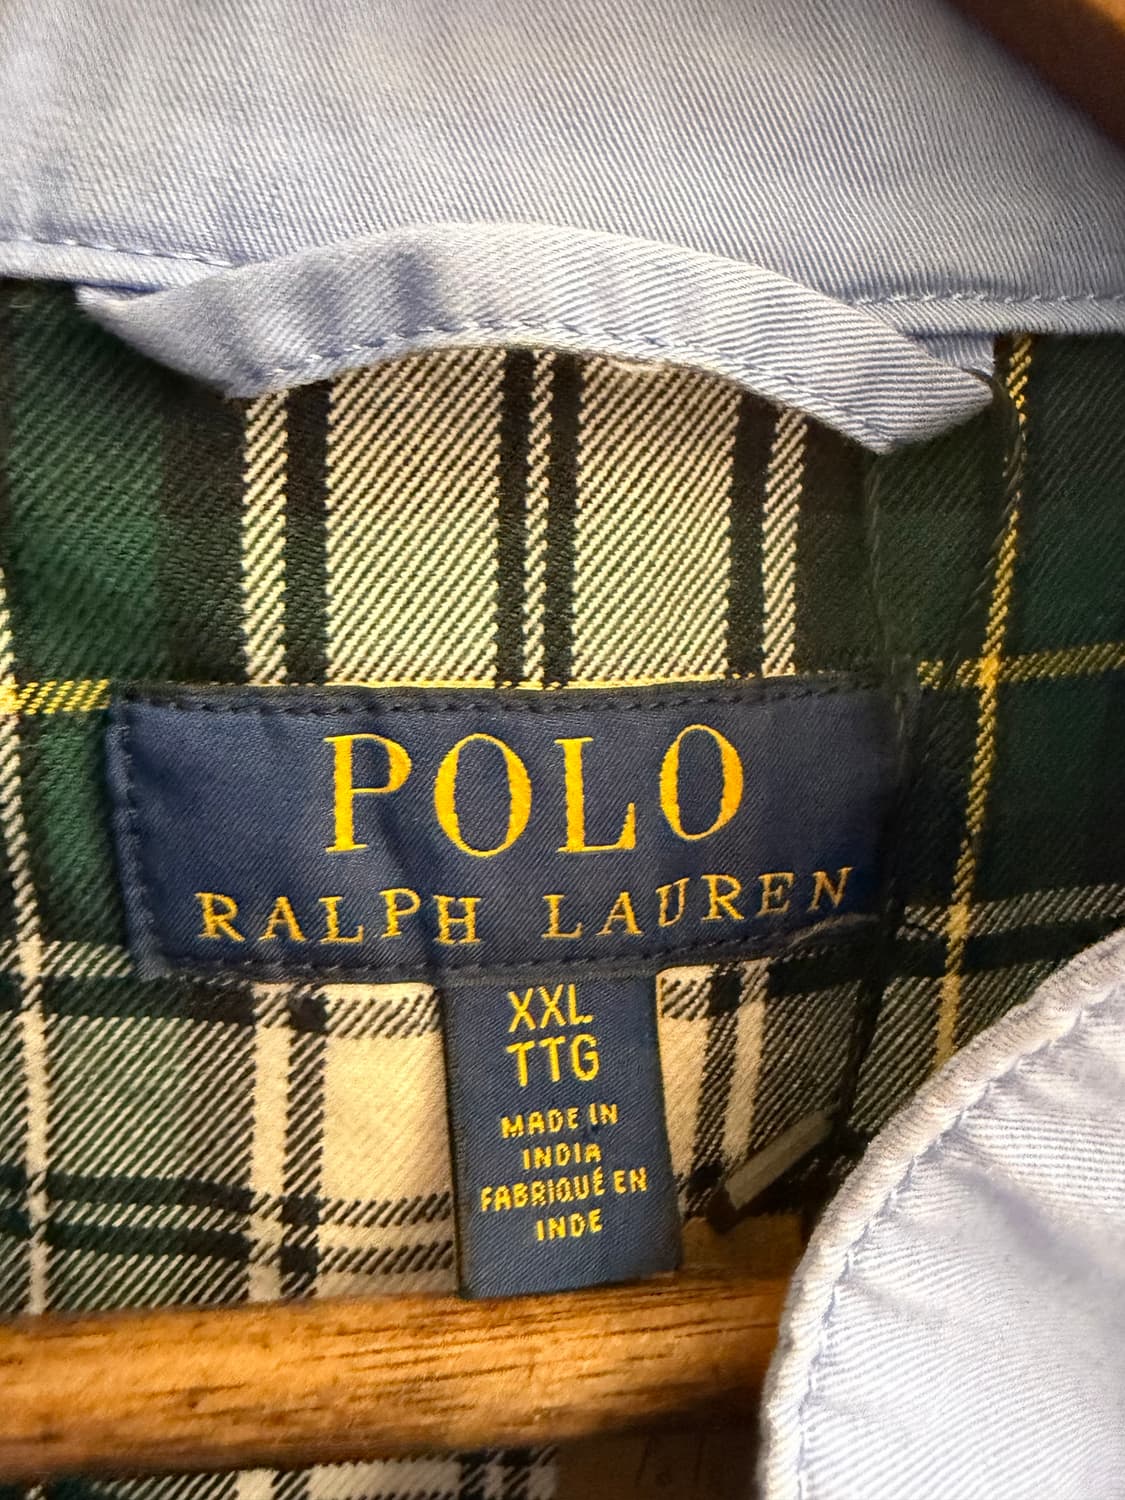 POLO
RALPH LAUREN
XXL
TTG
MADE IN
INDIA
FABRIQUÉ EN
INDE